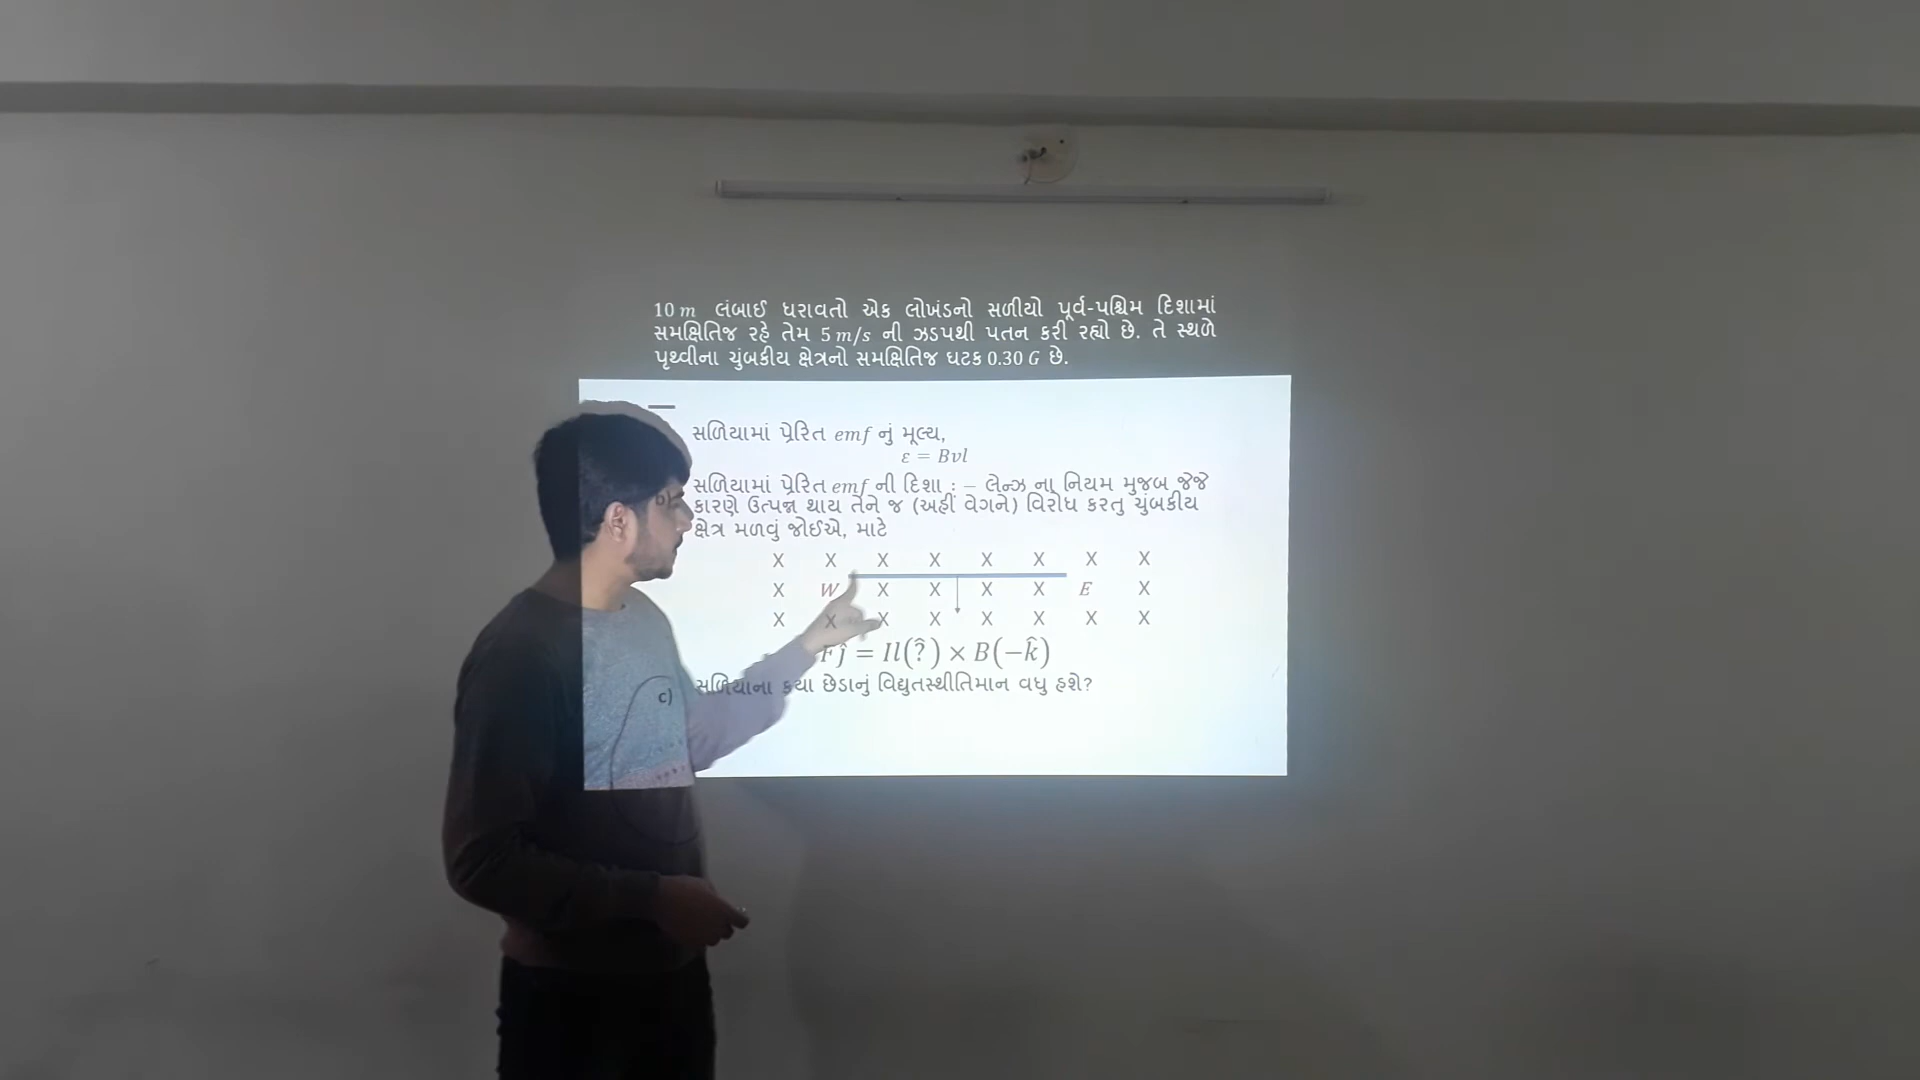 10 m લંબાઈ ધરાવતો એક લોખંડનો સળીયો પૂર્વ-પશ્ચિમ દિશામાં
સમક્ષિતિજ રહે તેમ 5 m/s ની ઝડપથી પતન કરી રહ્યો છે. તે સ્થળે
પૃથ્વીના ચુંબકીય ક્ષેત્રનો સમક્ષિતિજ ઘટક 0.30 G છે.
સળિયામાં પ્રેરિત emf નું મૂલ્ય,
ε = Bvl
b) સળિયામાં પ્રેરિત emf ની દિશા : − લેન્ઝ ના નિયમ મુજબ જેજે
કારણે ઉત્પન્ન થાય તેને જ (અહીં વેગને) વિરોધ કરતુ ચુંબકીય
ક્ષેત્ર મળવું જોઈએ, માટે
X X X X X X X X
X W X X X X E X
X X X X X X X X
Fĵ = Il(?̂) × B(−k̂)
c) સળિયાના કયા છેડાનું વિદ્યુતસ્થીતિમાન વધુ હશે?